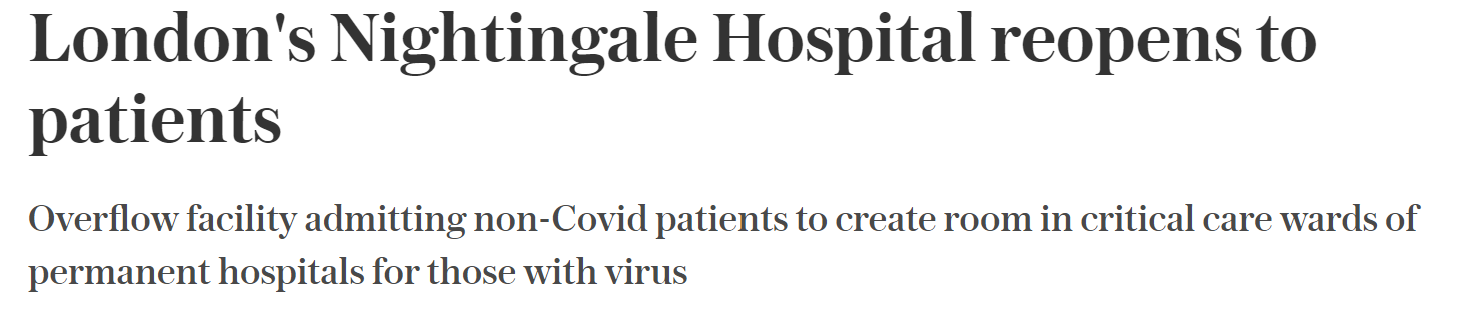 London's Nightingale Hospital reopens to
patients
Overflow facility admitting non-Covid patients to create room in critical care wards of
permanent hospitals for those with virus